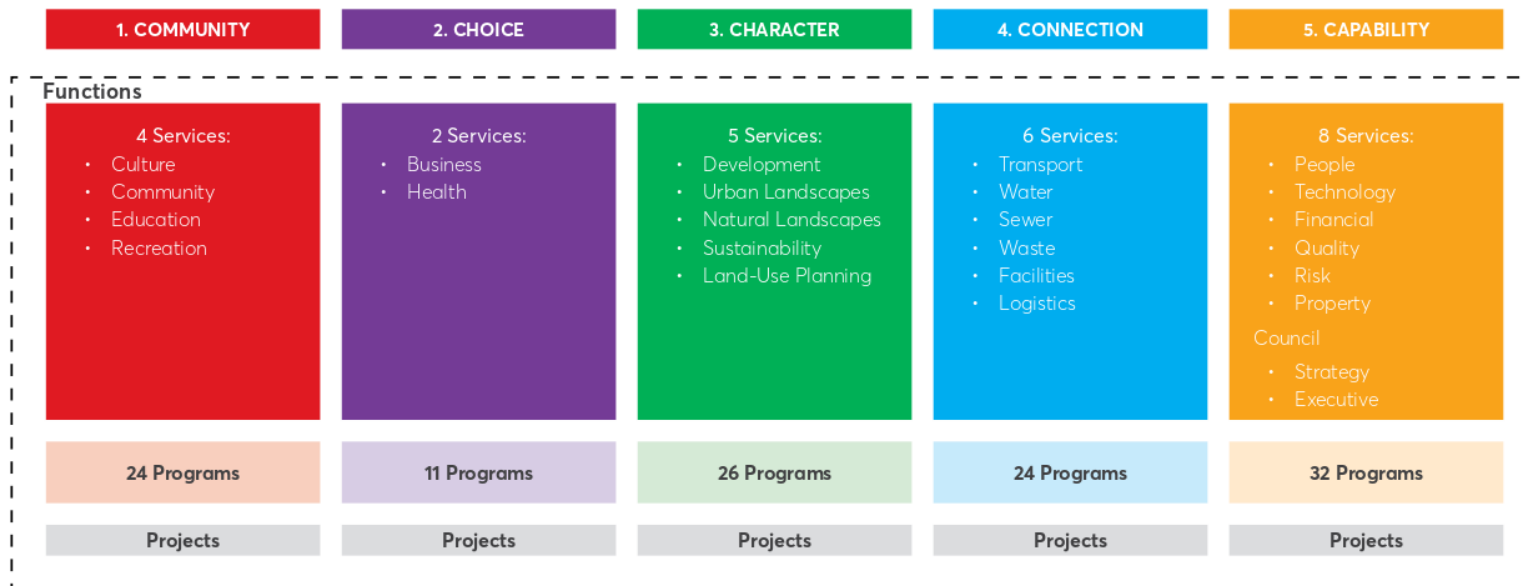 1. COMMUNITY
2. CHOICE
3. CHARACTER
4. CONNECTION
5. CAPABILITY
Functions
4 Services:
• Culture
• Community
• Education
• Recreation
2 Services:
• Business
• Health
5 Services:
• Development
• Urban Landscapes
• Natural Landscapes
• Sustainability
• Land-Use Planning
6 Services:
• Transport
• Water
• Sewer
• Waste
• Facilities
• Logistics
8 Services:
• People
• Technology
• Financial
• Quality
• Risk
• Property
Council
• Strategy
• Executive
24 Programs
11 Programs
26 Programs
24 Programs
32 Programs
Projects
Projects
Projects
Projects
Projects